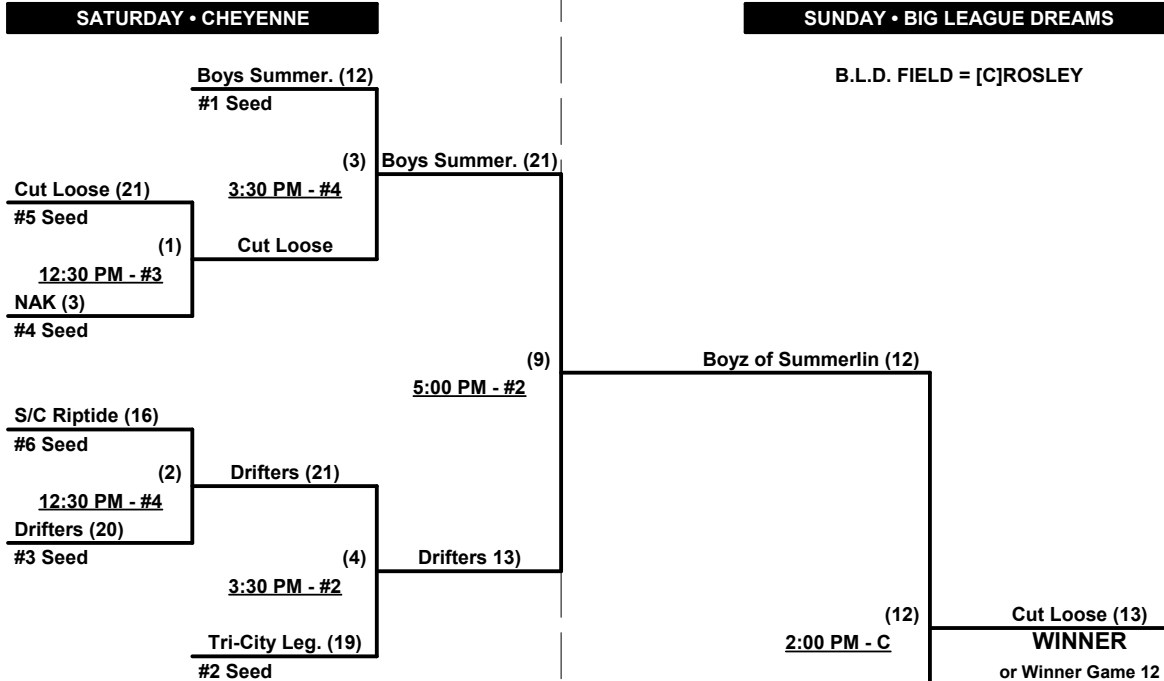 SATURDAY • CHEYENNE
SUNDAY • BIG LEAGUE DREAMS
Boys Summer. (12)
B.L.D. FIELD = [C]ROSLEY
#1 Seed
(3)
Boys Summer. (21)
3:30 PM - #4
Cut Loose (21)
#5 Seed
(1)
Cut Loose
12:30 PM - #3
NAK (3)
#4 Seed
(9)
Boyz of Summerlin (12)
5:00 PM - #2
S/C Riptide (16)
#6 Seed
(2)
Drifters (21)
12:30 PM - #4
Drifters (20)
#3 Seed
(4)
Drifters 13)
3:30 PM - #2
(12)
Cut Loose (13)
Tri-City Leg. (19)
2:00 PM - C
WINNER
#2 Seed
or Winner Game 12